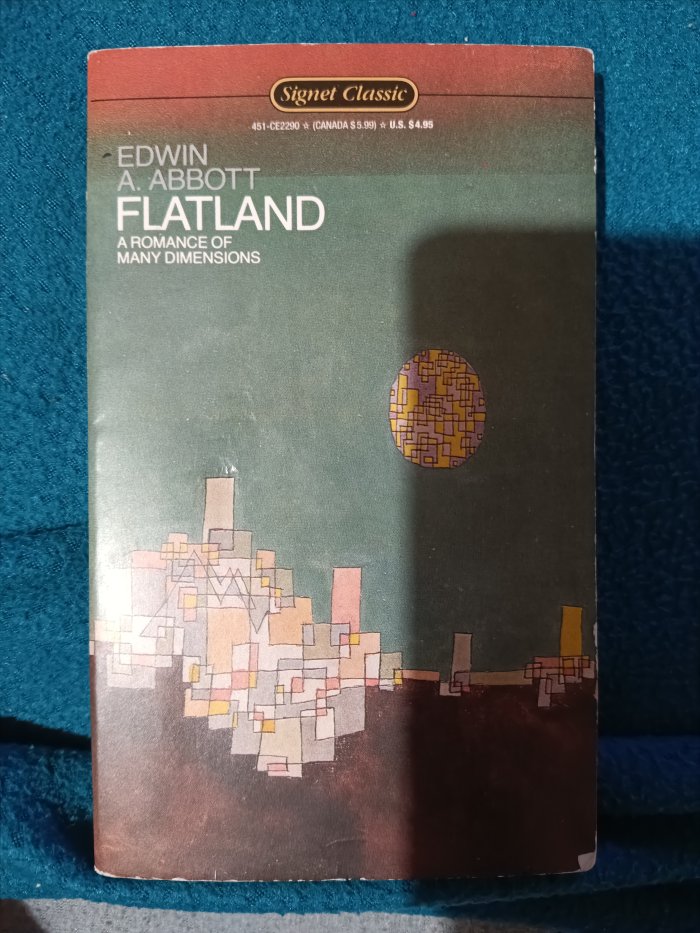 Signet Classic
451-CE2290 ☆ (CANADA $5.99) ☆ U.S. $4.95
EDWIN
A. ABBOTT
FLATLAND
A ROMANCE OF
MANY DIMENSIONS